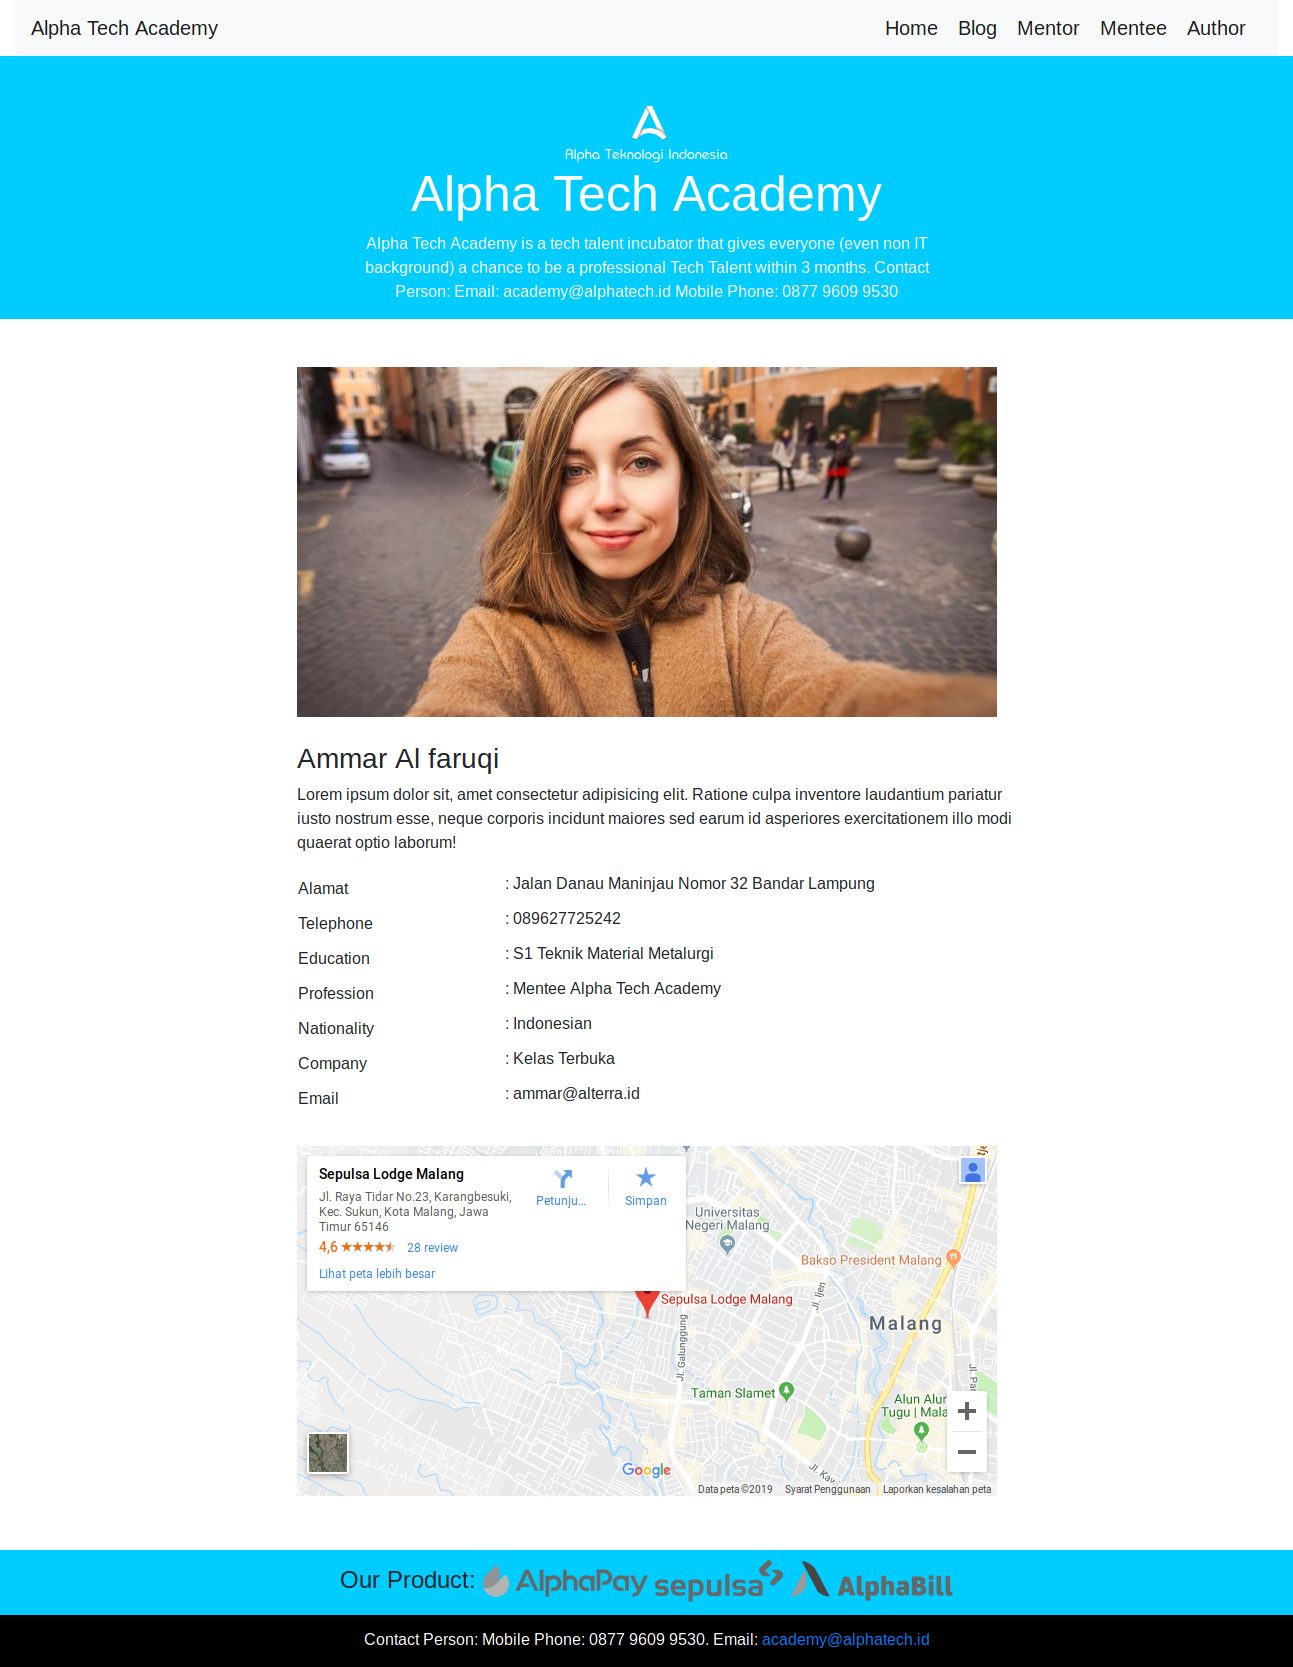 Alpha Tech Academy
Home Blog Mentor Mentee Author
Alpha Teknologi Indonesia
Alpha Tech Academy
Alpha Tech Academy is a tech talent incubator that gives everyone (even non IT
background) a chance to be a professional Tech Talent within 3 months. Contact
Person: Email: academy@alphatech.id Mobile Phone: 0877 9609 9530
Ammar Al faruqi
Lorem ipsum dolor sit, amet consectetur adipisicing elit. Ratione culpa inventore laudantium pariatur
iusto nostrum esse, neque corporis incidunt maiores sed earum id asperiores exercitationem illo modi
quaerat optio laborum!
Alamat : Jalan Danau Maninjau Nomor 32 Bandar Lampung
Telephone : 089627725242
Education : S1 Teknik Material Metalurgi
Profession : Mentee Alpha Tech Academy
Nationality : Indonesian
Company : Kelas Terbuka
Email : ammar@alterra.id
Sepulsa Lodge Malang
Jl. Raya Tidar No.23, Karangbesuki,
Kec. Sukun, Kota Malang, Jawa
Timur 65146
4,6 28 review
Lihat peta lebih besar
Petunju...
Simpan
Universitas
Negeri Malang
Bakso President Malang
Sepulsa Lodge Malang
Jl. Ijen
Malang
Jl. Galunggung
Taman Slamet
Alun Alun
Tugu | Mala
Google
Data peta ©2019 Syarat Penggunaan Laporkan kesalahan peta
Our Product: AlphaPay sepulsa AlphaBill
Contact Person: Mobile Phone: 0877 9609 9530. Email: academy@alphatech.id